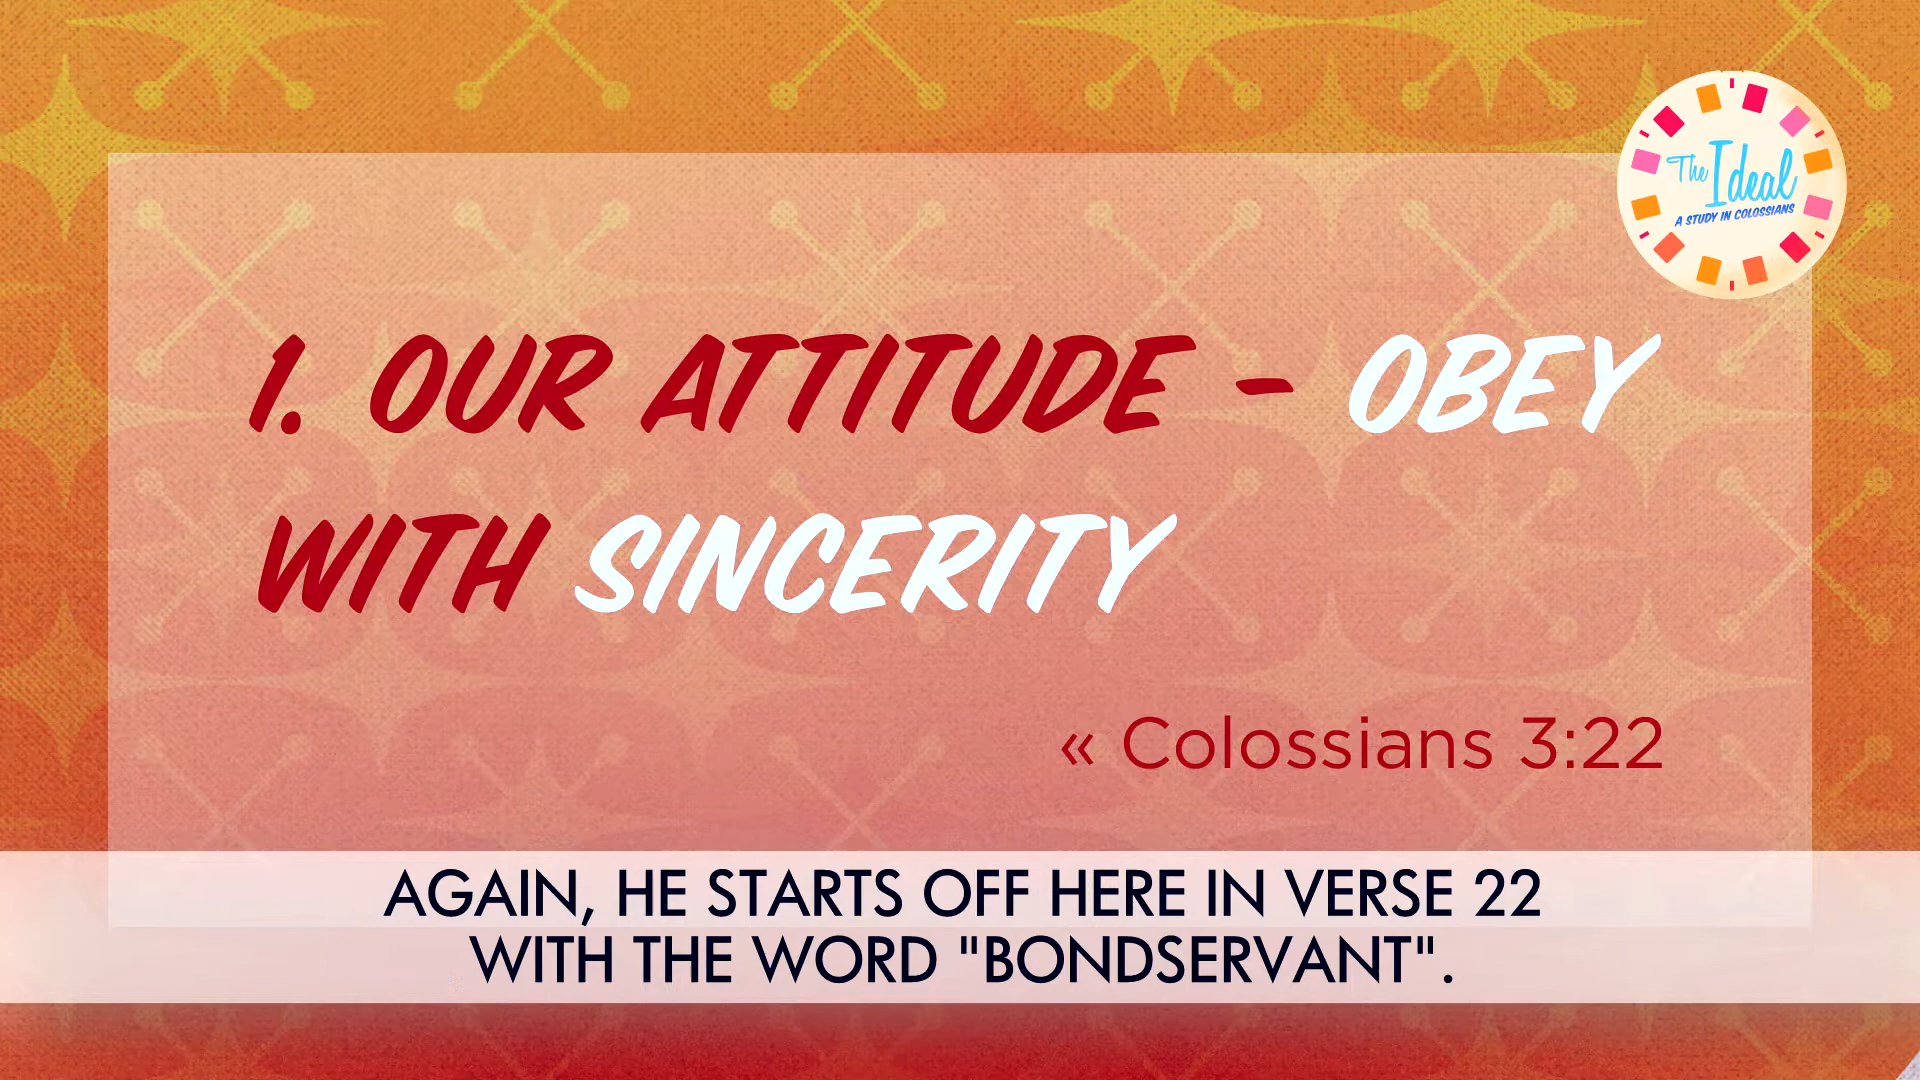 The Ideal
A STUDY IN COLOSSIANS
1. OUR ATTITUDE - OBEY
WITH SINCERITY
« Colossians 3:22
AGAIN, HE STARTS OFF HERE IN VERSE 22
WITH THE WORD "BONDSERVANT".